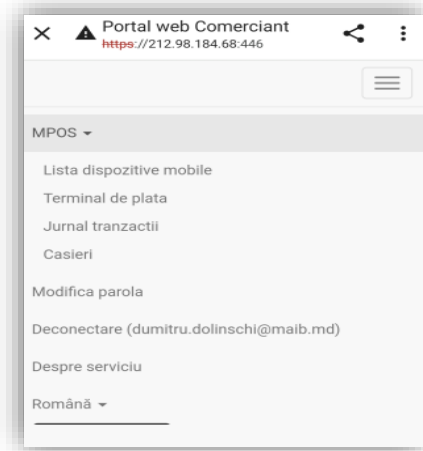 Portal web Comerciant
https://212.98.184.68:446
MPOS
Lista dispozitive mobile
Terminal de plata
Jurnal tranzactii
Casieri
Modifica parola
Deconectare (dumitru.dolinschi@maib.md)
Despre serviciu
Română